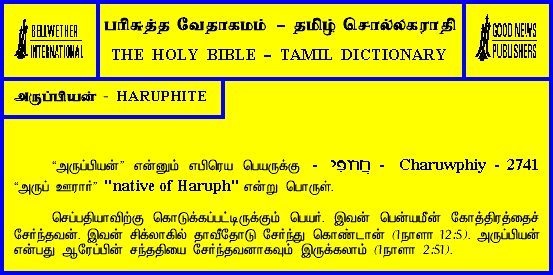 BELLWETHER
INTERNATIONAL
பரிசுத்த வேதாகமம் – தமிழ் சொல்லகராதி
THE HOLY BIBLE – TAMIL DICTIONARY
GOOD NEWS
PUBLISHERS
அருப்பியன் - HARUPHITE
“அருப்பியன்” என்னும் எபிரெய பெயருக்கு - חֲרוּפִי - Charuwphiy - 2741
“அருப் ஊரார்” "native of Haruph" என்று பொருள்.
செப்பதியாவிற்கு கொடுக்கப்பட்டிருக்கும் பெயர். இவன் பென்யமீன் கோத்திரத்தைச்
சேர்ந்தவன். இவன் சிக்லாகில் தாவீதோடு சேர்ந்து கொண்டான் (1நாளா 12:5). அருப்பியன்
என்பது ஆரேப்பின் சந்ததியை சேர்ந்தவனாகவும் இருக்கலாம் (1நாளா 2:51).